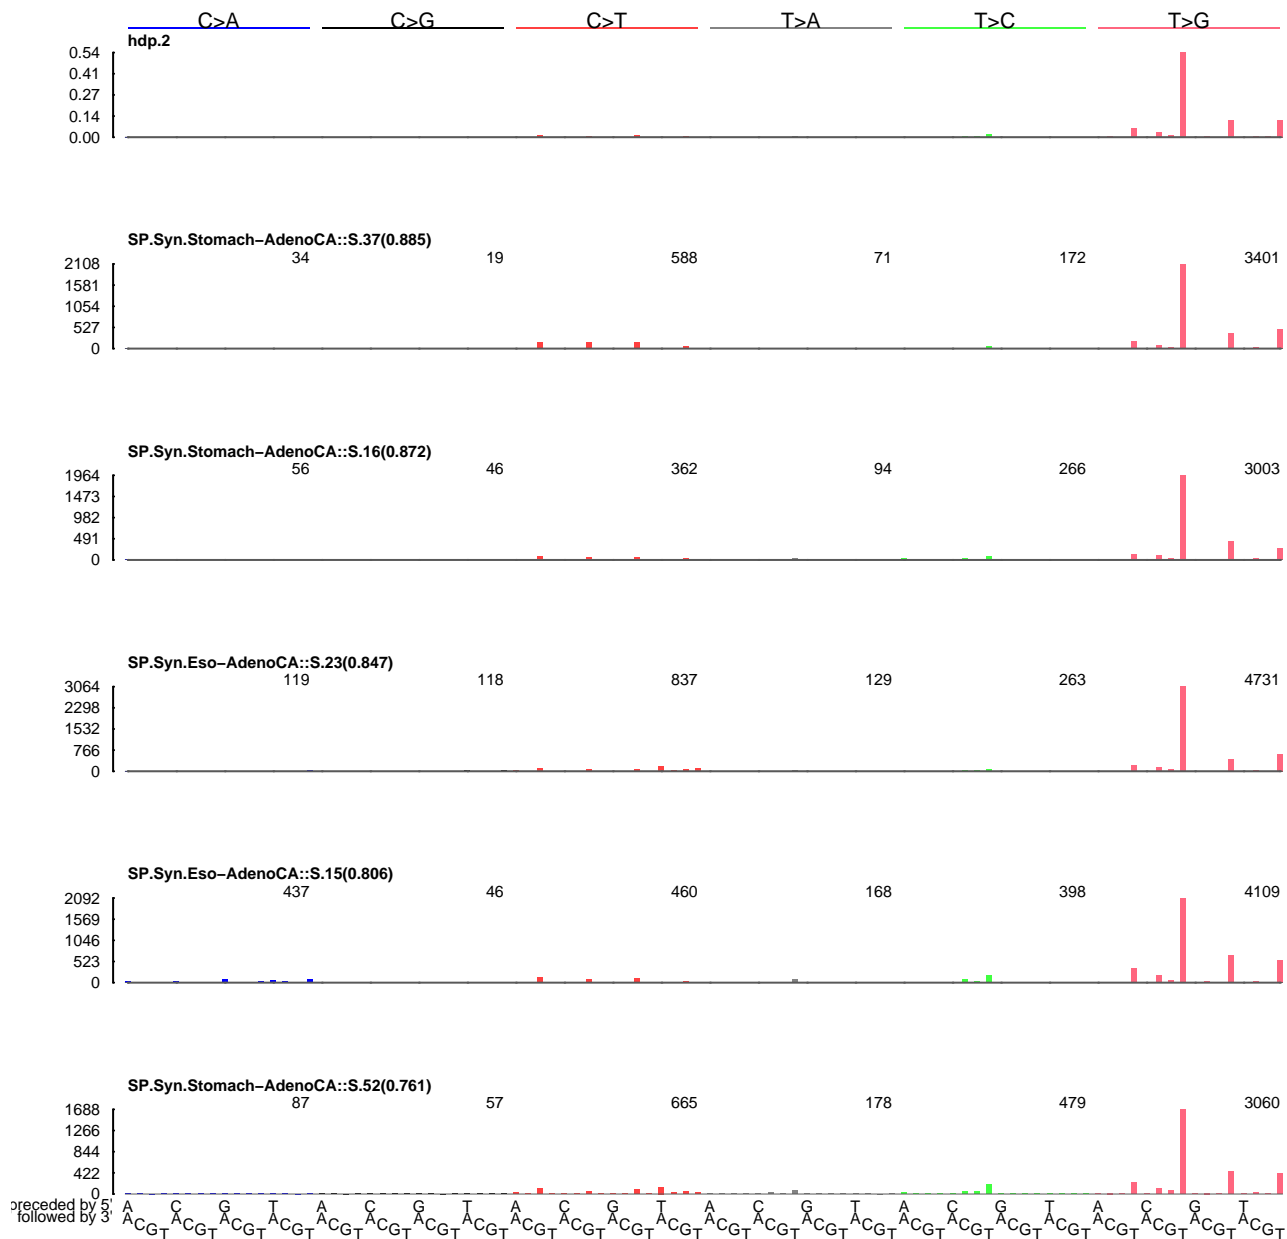 C>A C>G C>T T>A T>C T>G
hdp.2
0.54
0.41
0.27
0.14
0.00
SP.Syn.Stomach−AdenoCA::S.37(0.885)
34 19 588 71 172 3401
2108
1581
1054
527
0
SP.Syn.Stomach−AdenoCA::S.16(0.872)
56 46 362 94 266 3003
1964
1473
982
491
0
SP.Syn.Eso−AdenoCA::S.23(0.847)
119 118 837 129 263 4731
3064
2298
1532
766
0
SP.Syn.Eso−AdenoCA::S.15(0.806)
437 46 460 168 398 4109
2092
1569
1046
523
0
SP.Syn.Stomach−AdenoCA::S.52(0.761)
87 57 665 178 479 3060
1688
1266
844
422
0
preceded by 5' A C G T A C G T A C G T A C G T A C G T A C G T
followed by 3' A C G T A C G T A C G T A C G T A C G T A C G T A C G T A C G T A C G T A C G T A C G T A C G T A C G T A C G T A C G T A C G T A C G T A C G T A C G T A C G T A C G T A C G T A C G T A C G T